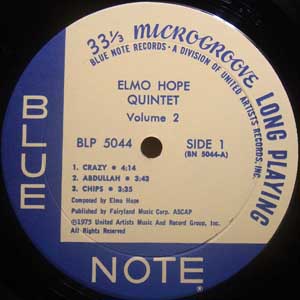 33 1/3 MICROGROOVE LONG PLAYING
BLUE NOTE RECORDS • A DIVISION OF UNITED ARTISTS RECORDS, INC.
ELMO HOPE
QUINTET
Volume 2
BLP 5044 SIDE 1
(BN 5044-A)
1. CRAZY • 4:14
2. ABDULLAH • 3:42
3. CHIPS • 3:35
Composed by Elmo Hope
Published by Fairyland Music Corp. ASCAP
©1975 United Artists Music and Record Group, Inc.
All Rights Reserved
BLUE
NOTE®